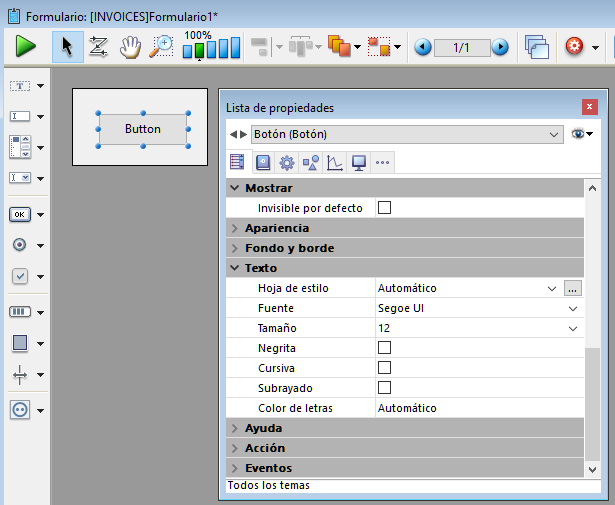 Formulario: [INVOICES]Formulario1*
100%
1/1
Button
Lista de propiedades
Botón (Botón)
Mostrar
Invisible por defecto
Apariencia
Fondo y borde
Texto
Hoja de estilo Automático ...
Fuente Segoe UI
Tamaño 12
Negrita
Cursiva
Subrayado
Color de letras Automático
Ayuda
Acción
Eventos
Todos los temas
OK